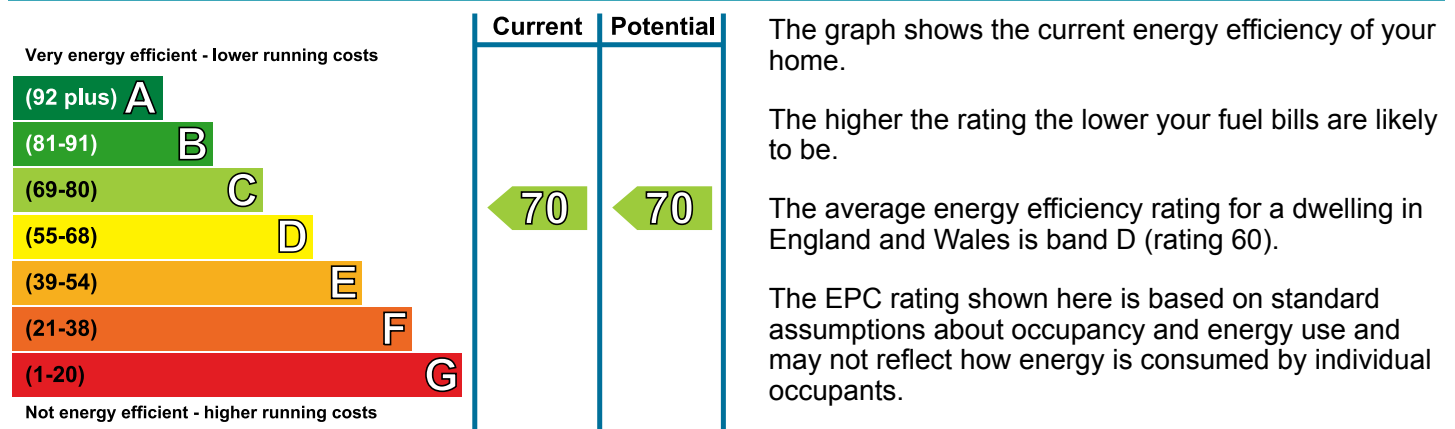 Current Potential
Very energy efficient - lower running costs
(92 plus) A
(81-91) B
(69-80) C
(55-68) D
(39-54) E
(21-38) F
(1-20) G
Not energy efficient - higher running costs
70 70
The graph shows the current energy efficiency of your
home.
The higher the rating the lower your fuel bills are likely
to be.
The average energy efficiency rating for a dwelling in
England and Wales is band D (rating 60).
The EPC rating shown here is based on standard
assumptions about occupancy and energy use and
may not reflect how energy is consumed by individual
occupants.